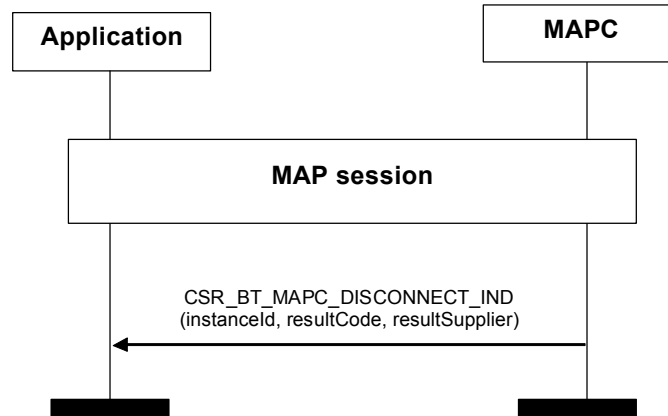 Application
MAPC
MAP session
CSR_BT_MAPC_DISCONNECT_IND
(instanceId, resultCode, resultSupplier)